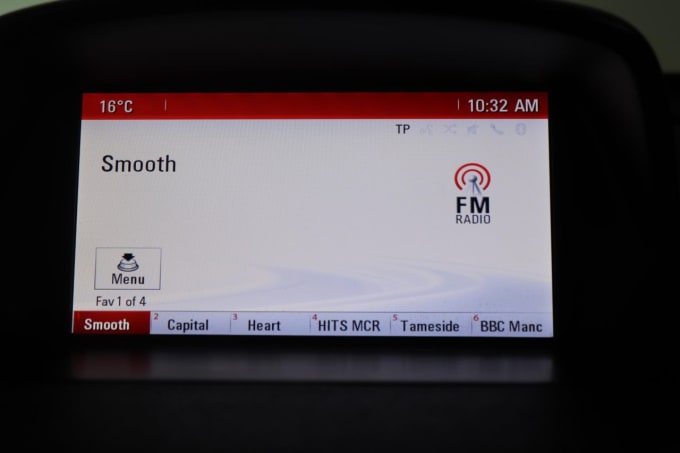 16°C 10:32 AM
TP
Smooth
FM
RADIO
Menu
Fav 1 of 4
1 Smooth 2 Capital 3 Heart 4 HITS MCR 5 Tameside 6 BBC Manc